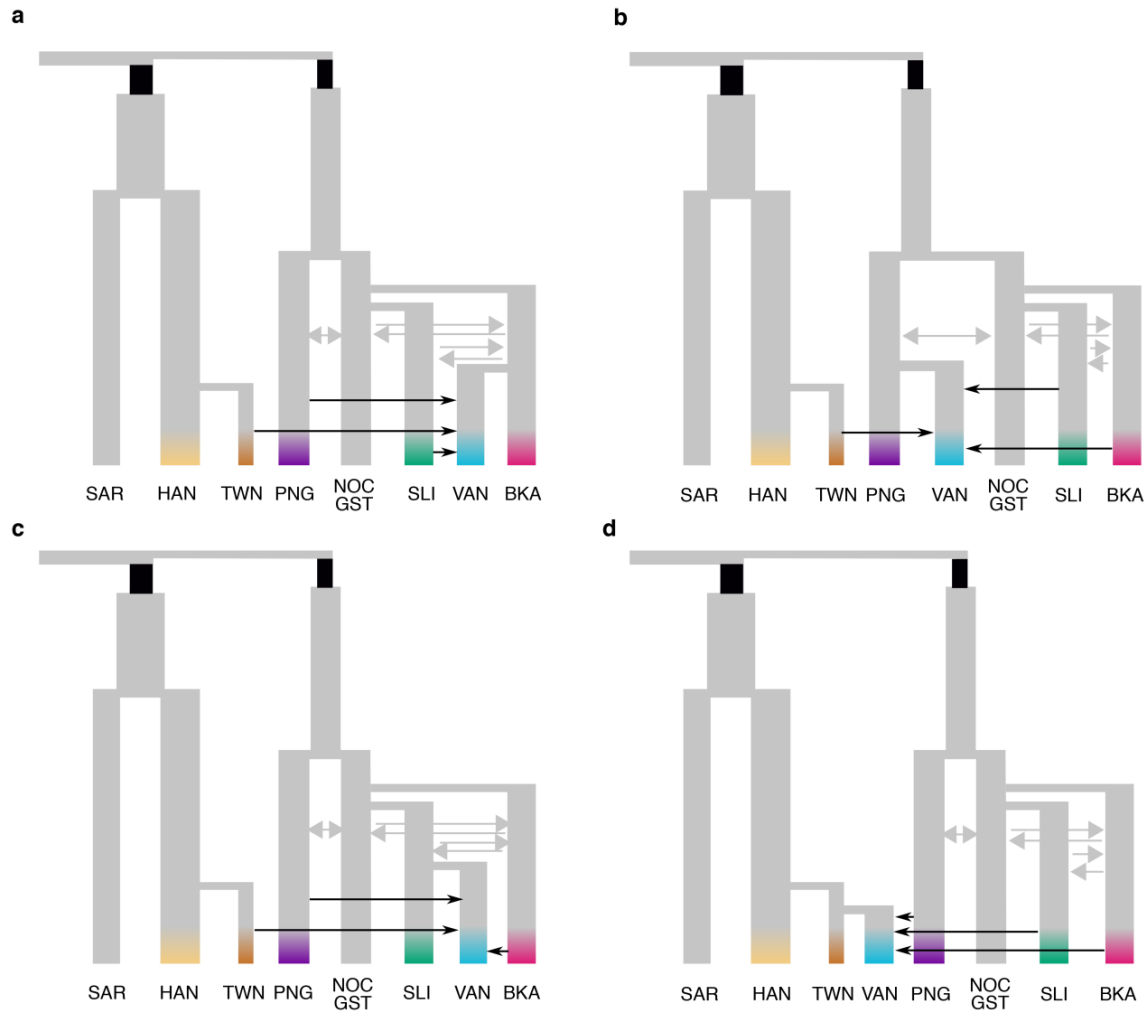 a
SAR HAN TWN PNG NOC GST SLI VAN BKA
b
SAR HAN TWN PNG VAN NOC GST SLI BKA
c
SAR HAN TWN PNG NOC GST SLI VAN BKA
d
SAR HAN TWN VAN PNG NOC GST SLI BKA